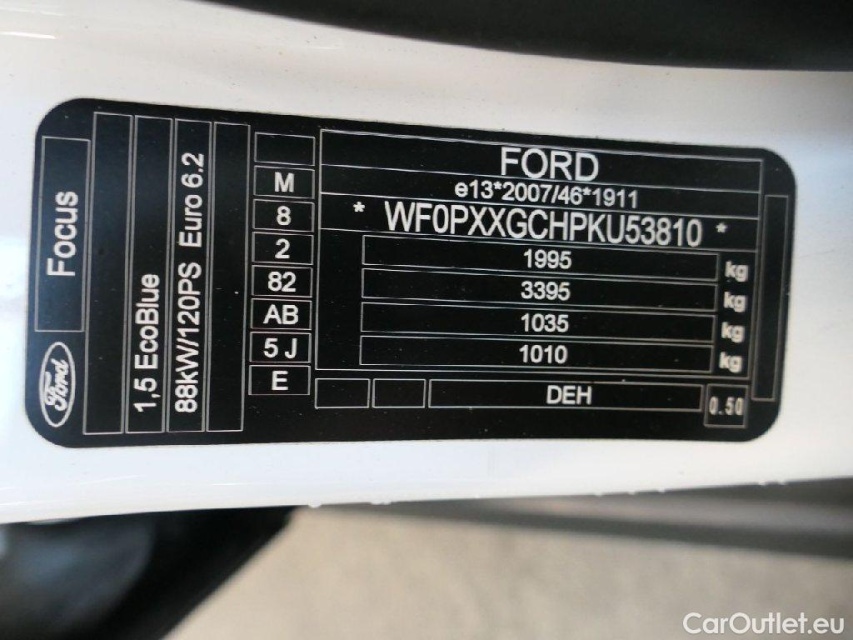 Focus
Ford
1,5 EcoBlue
88kW/120PS Euro 6.2
M
8
2
82
AB
5 J
E
FORD
e13*2007/46*1911
* WF0PXXGCHPKU53810 *
1995 kg
3395 kg
1035 kg
1010 kg
DEH
0.50
CarOutlet.eu